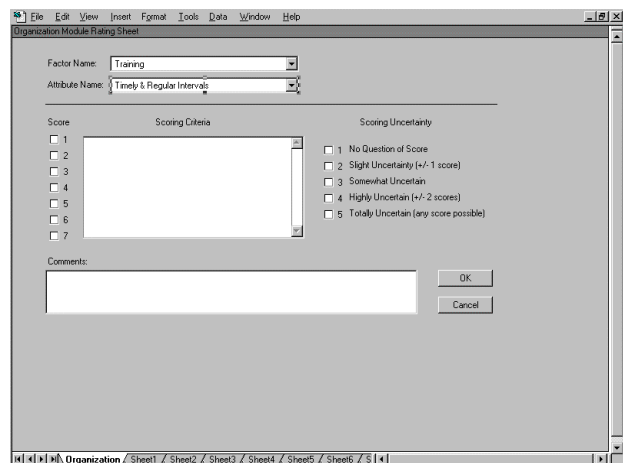 File Edit View Insert Format Tools Data Window Help
Organization Module Rating Sheet
Factor Name: Training
Attribute Name: Timely & Regular Intervals
Score Scoring Criteria Scoring Uncertainty
1
2
3
4
5
6
7
1 No Question of Score
2 Slight Uncertainty (+/- 1 score)
3 Somewhat Uncertain
4 Highly Uncertain (+/- 2 scores)
5 Totally Uncertain (any score possible)
Comments:
OK
Cancel
Organization Sheet1 Sheet2 Sheet3 Sheet4 Sheet5 Sheet6 S